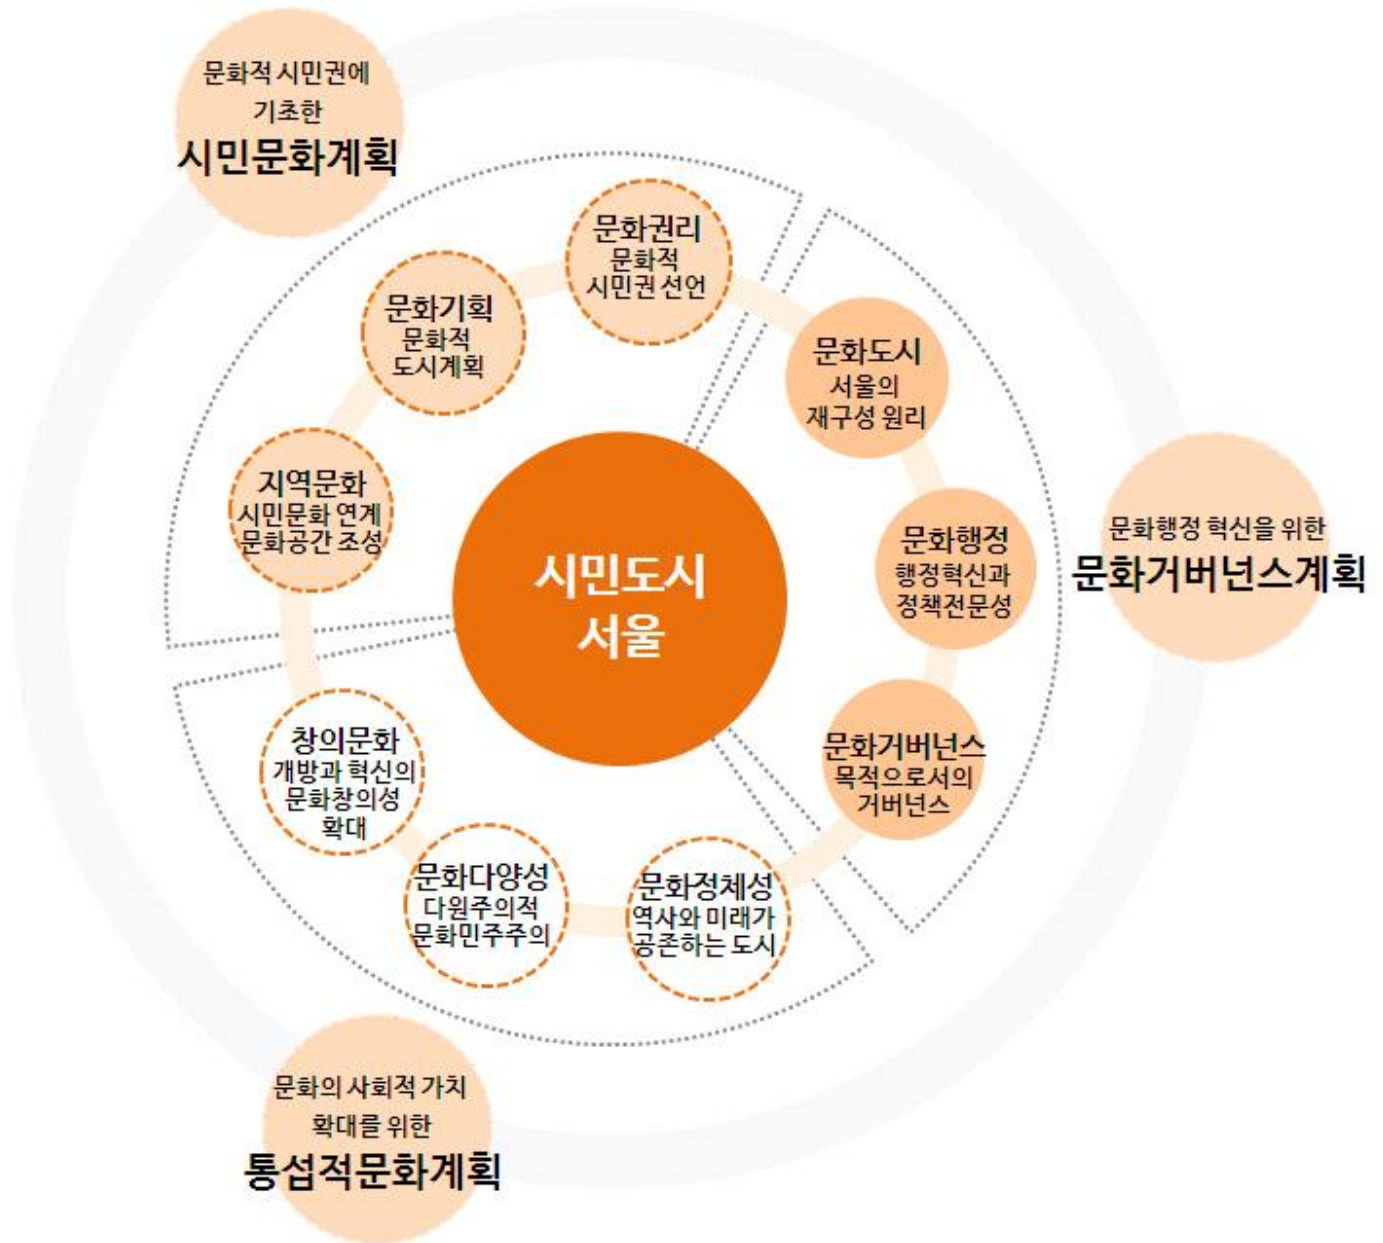 문화적 시민권에
기초한
시민문화계획
문화권리
문화적
시민권 선언
문화기획
문화적
도시계획
문화도시
서울의
재구성 원리
지역문화
시민문화 연계
문화공간 조성
문화행정
행정혁신과
정책전문성
문화행정 혁신을 위한
문화거버넌스계획
시민도시
서울
창의문화
개방과 혁신의
문화창의성
확대
문화거버넌스
목적으로서의
거버넌스
문화다양성
다원주의적
문화민주주의
문화정체성
역사와 미래가
공존하는 도시
문화의 사회적 가치
확대를 위한
통섭적문화계획